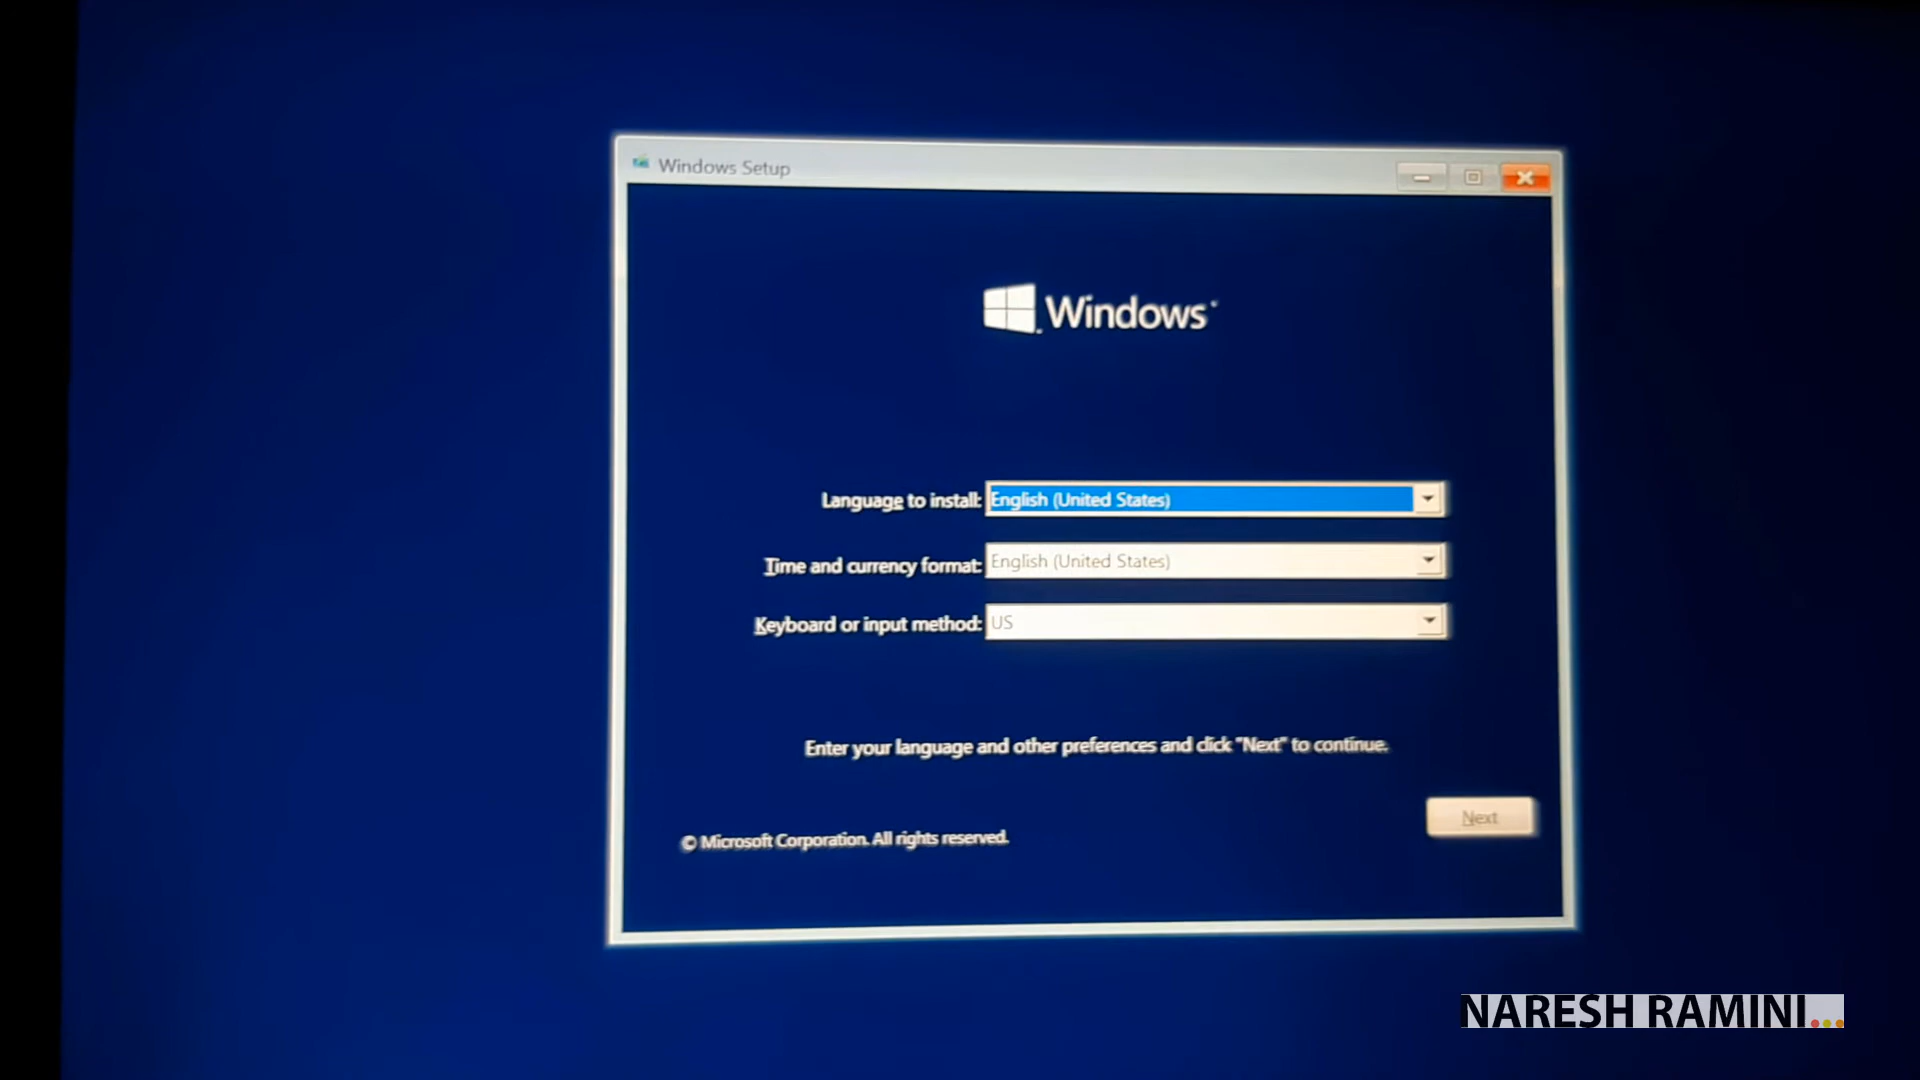 Windows Setup
Windows
Language to install: English (United States)
Time and currency format: English (United States)
Keyboard or input method: US
Enter your language and other preferences and click "Next" to continue.
Next
© Microsoft Corporation. All rights reserved.
NARESH RAMINI...